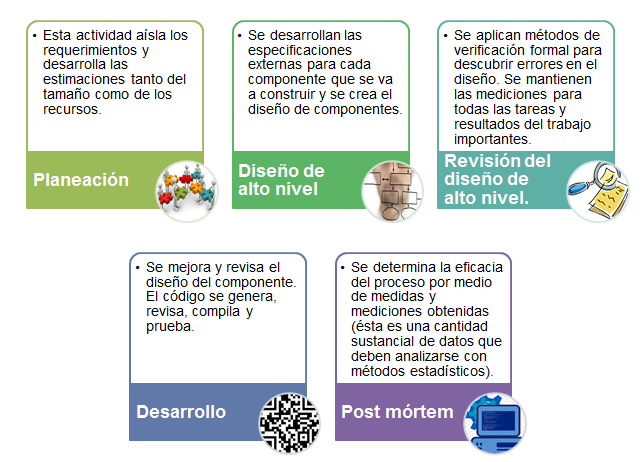 • Esta actividad aísla los
requerimientos y
desarrolla las
estimaciones tanto del
tamaño como de los
recursos.
Planeación
• Se desarrollan las
especificaciones
externas para cada
componente que se va
a construir y se crea el
diseño de componentes.
Diseño de
alto nivel
• Se aplican métodos de
verificación formal para
descubrir errores en el
diseño. Se mantienen
las mediciones para
todas las tareas y
resultados del trabajo
importantes.
Revisión del
diseño de
alto nivel.
• Se mejora y revisa el
diseño del componente.
El código se genera,
revisa, compila y
prueba.
Desarrollo
• Se determina la eficacia
del proceso por medio
de medidas y
mediciones obtenidas
(ésta es una cantidad
sustancial de datos que
deben analizarse con
métodos estadísticos).
Post mórtem